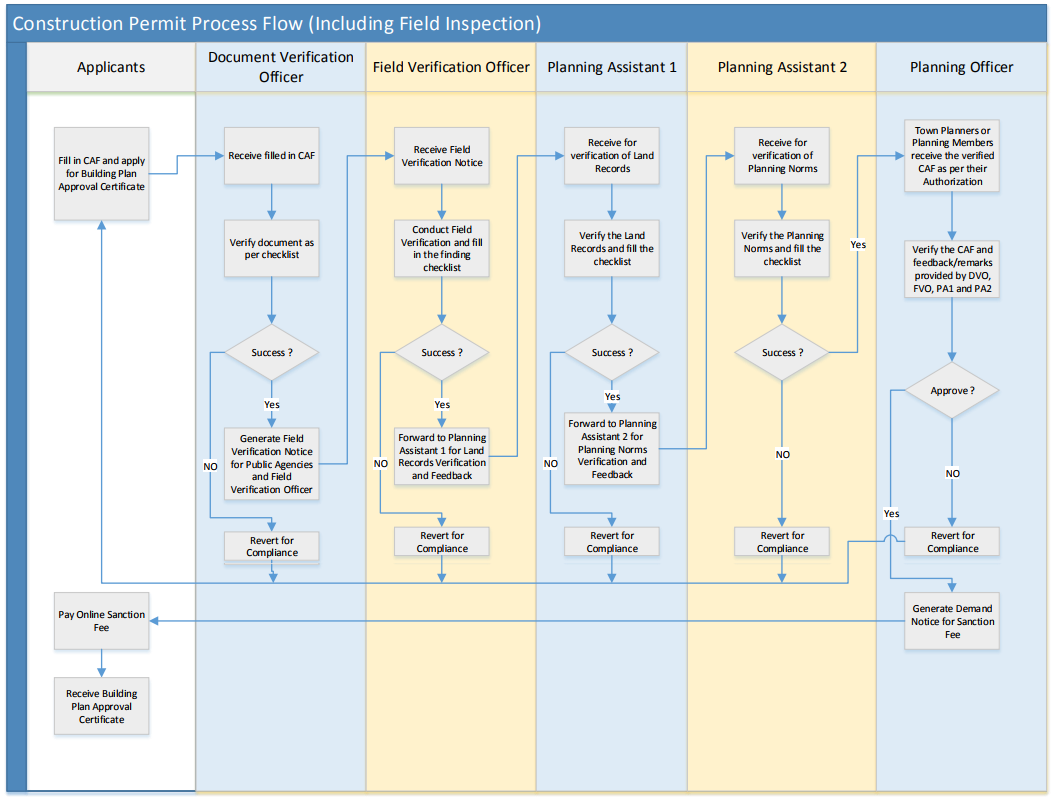 Construction Permit Process Flow (Including Field Inspection)
Applicants
Document Verification
Officer
Field Verification Officer
Planning Assistant 1
Planning Assistant 2
Planning Officer
Fill in CAF and apply
for Building Plan
Approval Certificate
Pay Online Sanction
Fee
Receive Building
Plan Approval
Certificate
Receive filled in CAF
Verify document as
per checklist
Success ?
Yes
NO
Generate Field
Verification Notice
for Public Agencies
and Field
Verification Officer
Revert for
Compliance
Receive Field
Verification Notice
Conduct Field
Verification and fill
in the finding
checklist
Success ?
Yes
NO
Forward to Planning
Assistant 1 for Land
Records Verification
and Feedback
Revert for
Compliance
Receive for
verification of Land
Records
Verify the Land
Records and fill the
checklist
Success ?
Yes
NO
Forward to Planning
Assistant 2 for
Planning Norms
Verification and
Feedback
Revert for
Compliance
Receive for
verification of
Planning Norms
Verify the Planning
Norms and fill the
checklist
Success ?
Yes
NO
Revert for
Compliance
Town Planners or
Planning Members
receive the verified
CAF as per their
Authorization
Verify the CAF and
feedback/remarks
provided by DVO,
FVO, PA1 and PA2
Approve ?
NO
Yes
Revert for
Compliance
Generate Demand
Notice for Sanction
Fee